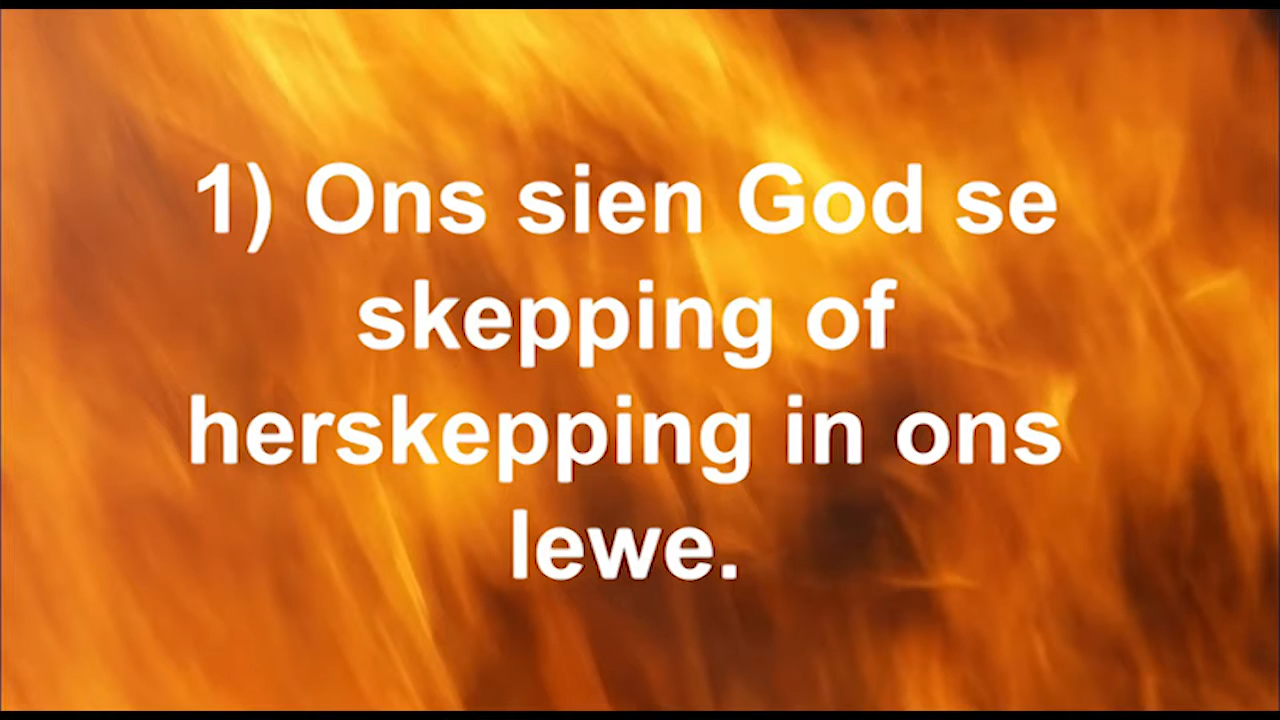 1) Ons sien God se
skepping of
herskepping in ons
lewe.